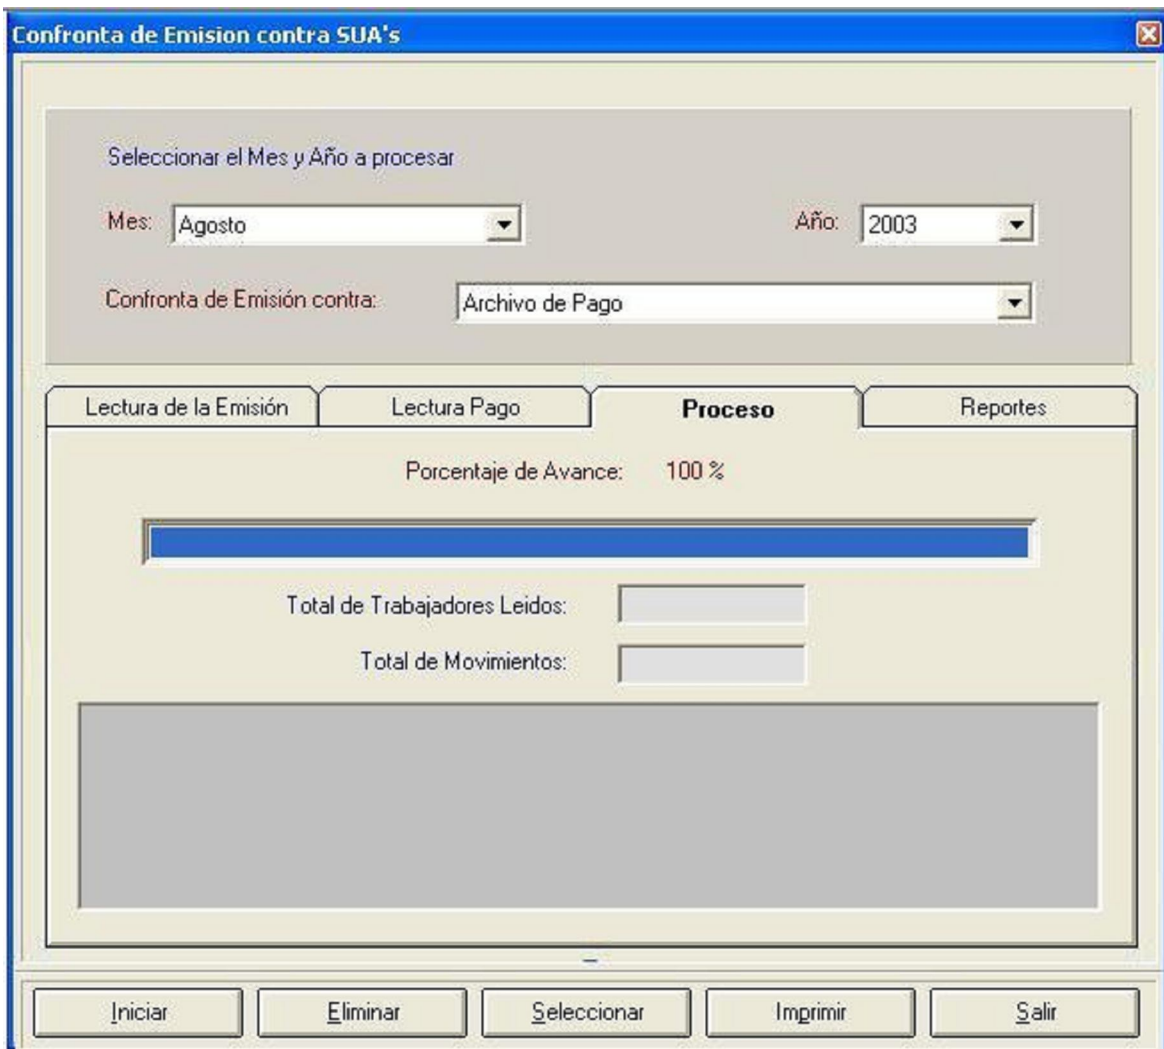 Confronta de Emision contra SUA's
Seleccionar el Mes y Año a procesar
Mes: Agosto Año: 2003
Confronta de Emisión contra: Archivo de Pago
Lectura de la Emisión Lectura Pago Proceso Reportes
Porcentaje de Avance: 100 %
Total de Trabajadores Leidos:
Total de Movimientos:
Iniciar Eliminar Seleccionar Imprimir Salir